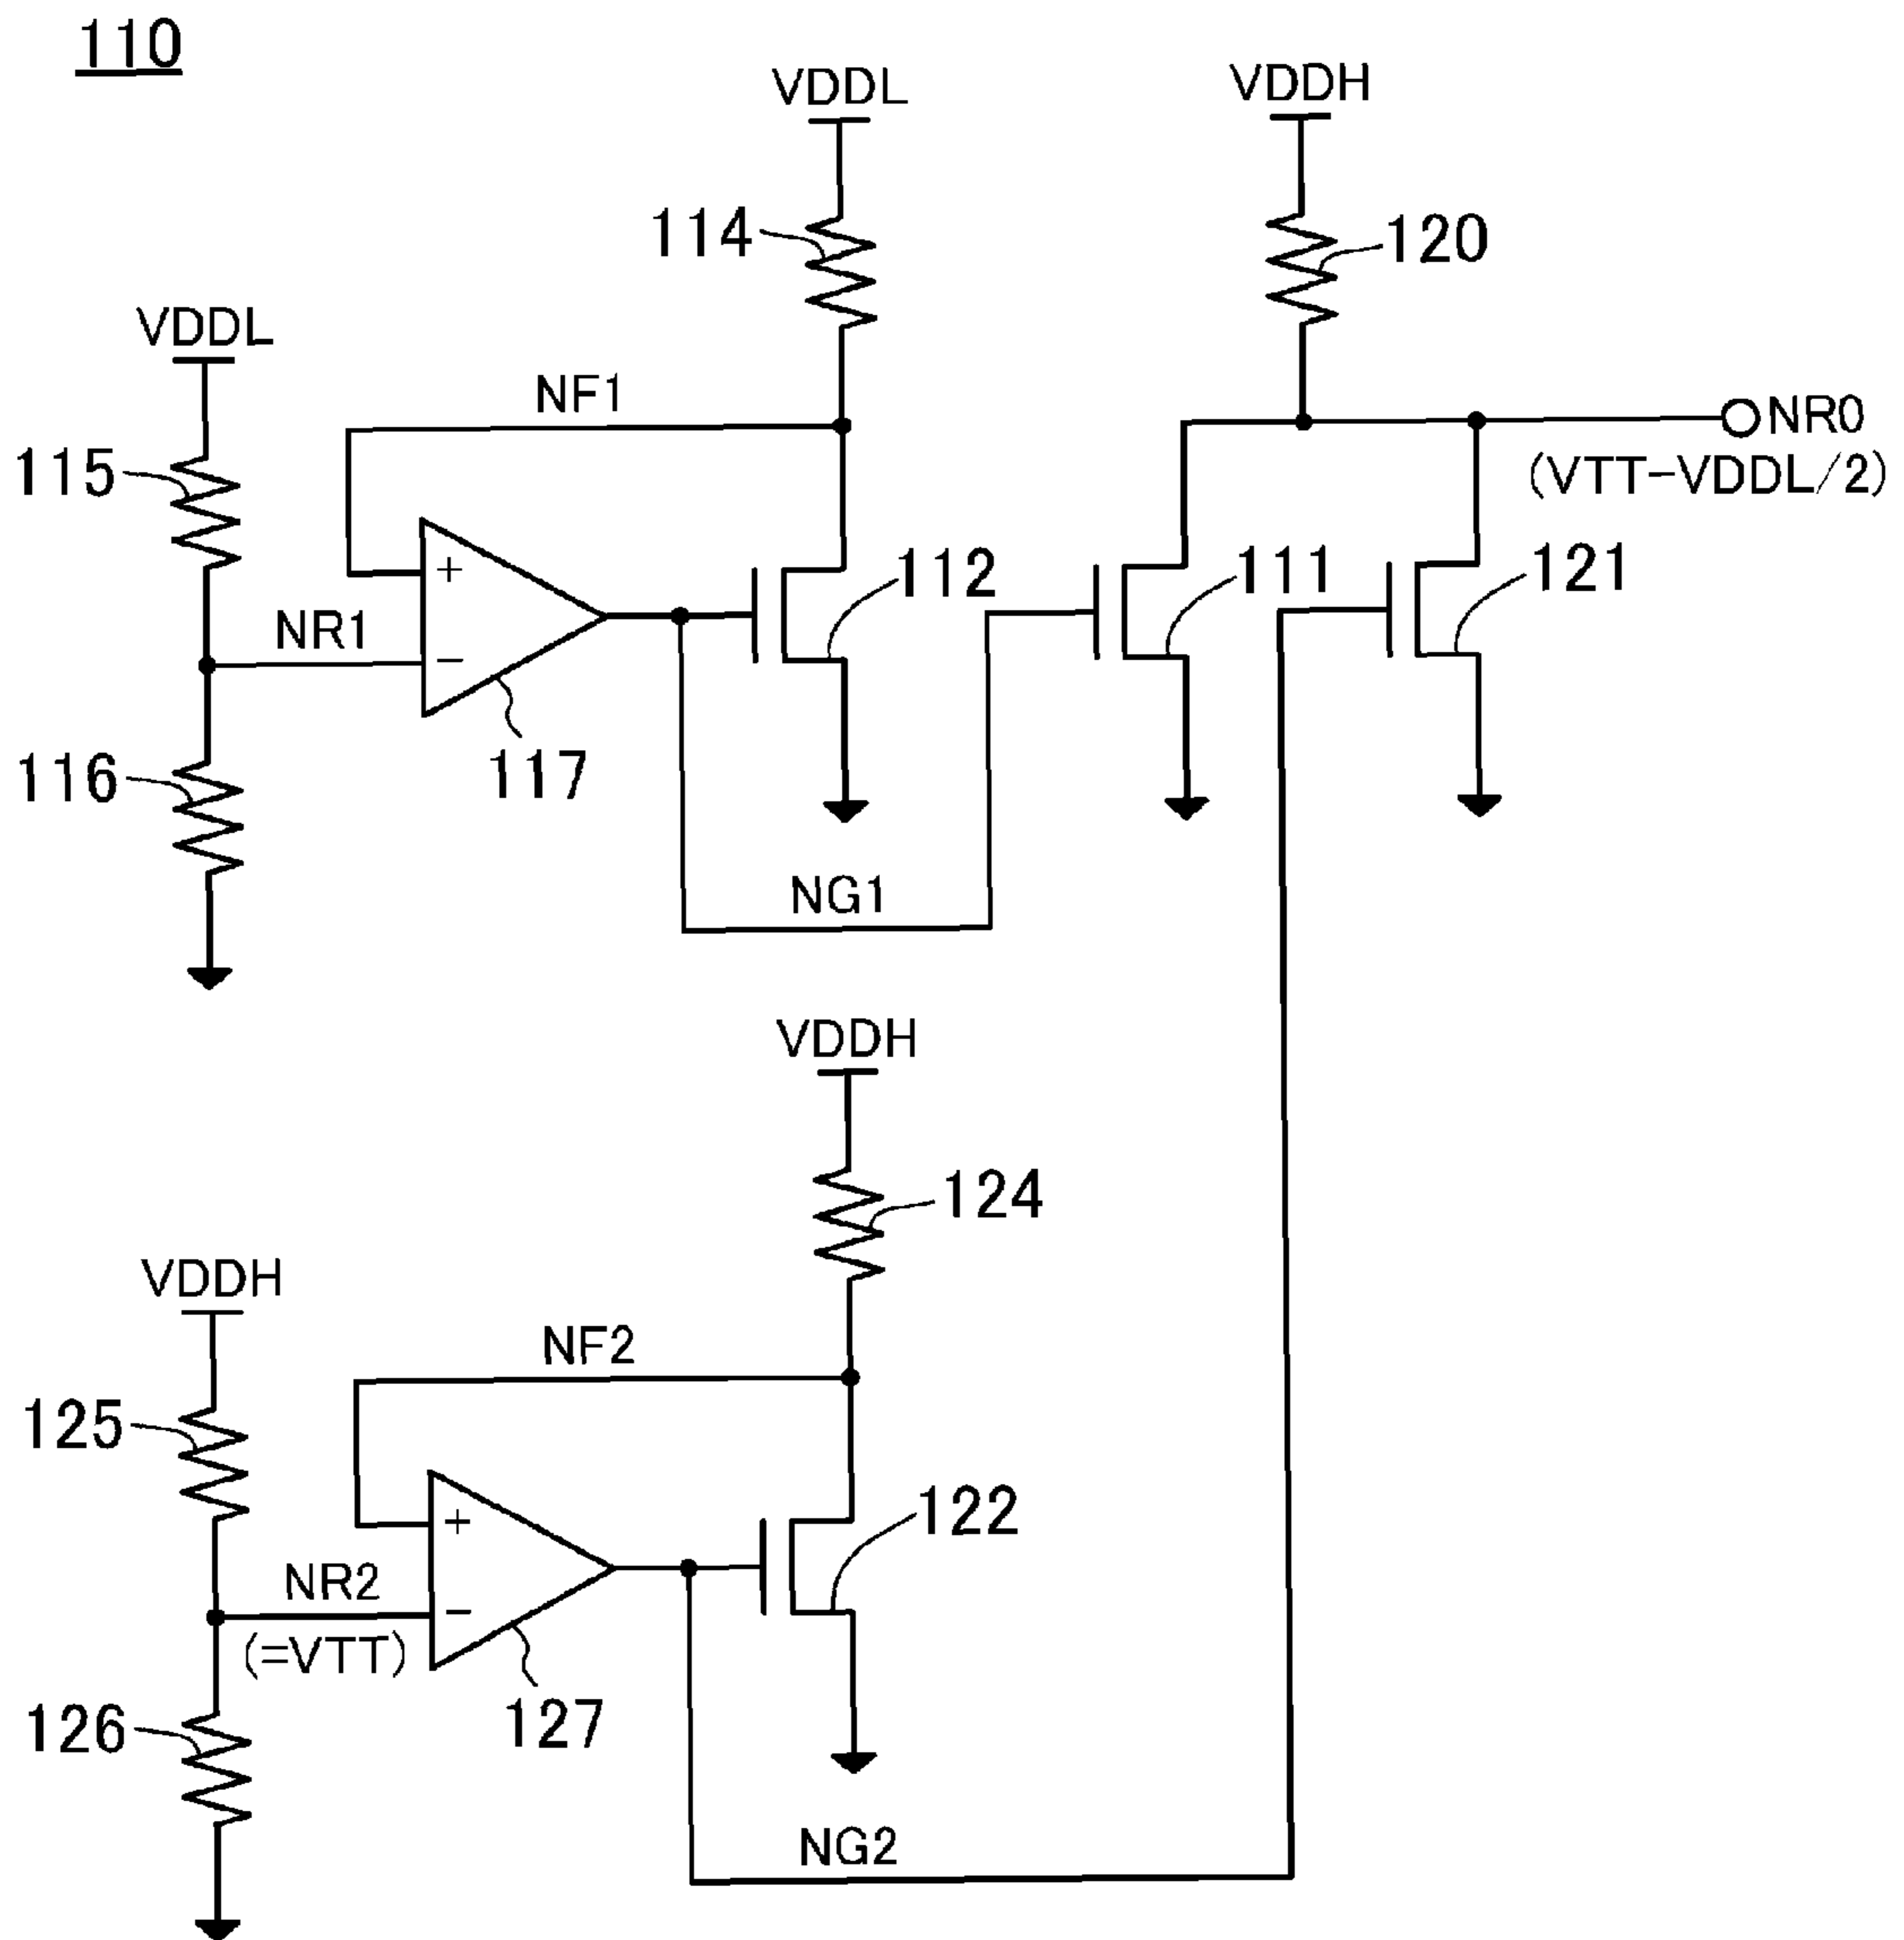 110
VDDL
VDDH
114
120
VDDL
NF1
NR0
(VTT-VDDL/2)
115
+
112
111
121
NR1
-
116
117
NG1
VDDH
124
VDDH
NF2
125
+
122
NR2
-
(=VTT)
126
127
NG2